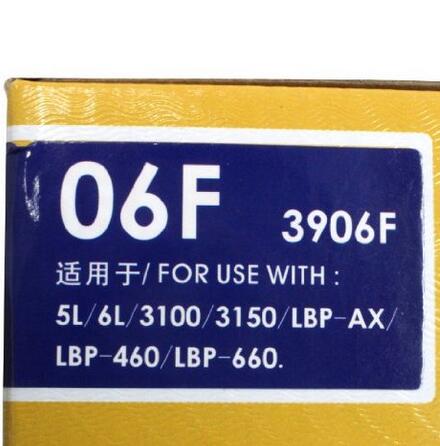 06F 3906F
适用于/FOR USE WITH:
5L/6L/3100/3150/LBP-AX/
LBP-460/LBP-660.